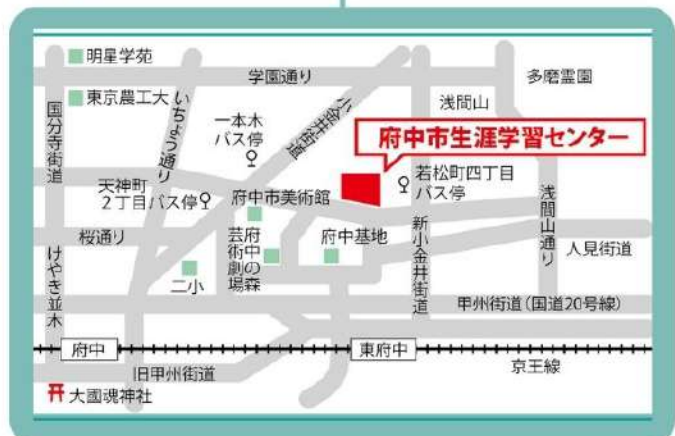 明星学苑
学園通り
多磨霊園
東京農工大
国分寺街道
いちょう通り
一本木
バス停
小金井街道
浅間山
府中市生涯学習センター
天神町
2丁目バス停
府中市美術館
若松町四丁目
バス停
桜通り
けやき並木
二小
府中の森
芸術劇場
府中基地
新小金井街道
浅間山通り
人見街道
甲州街道(国道20号線)
府中
東府中
旧甲州街道
京王線
大國魂神社